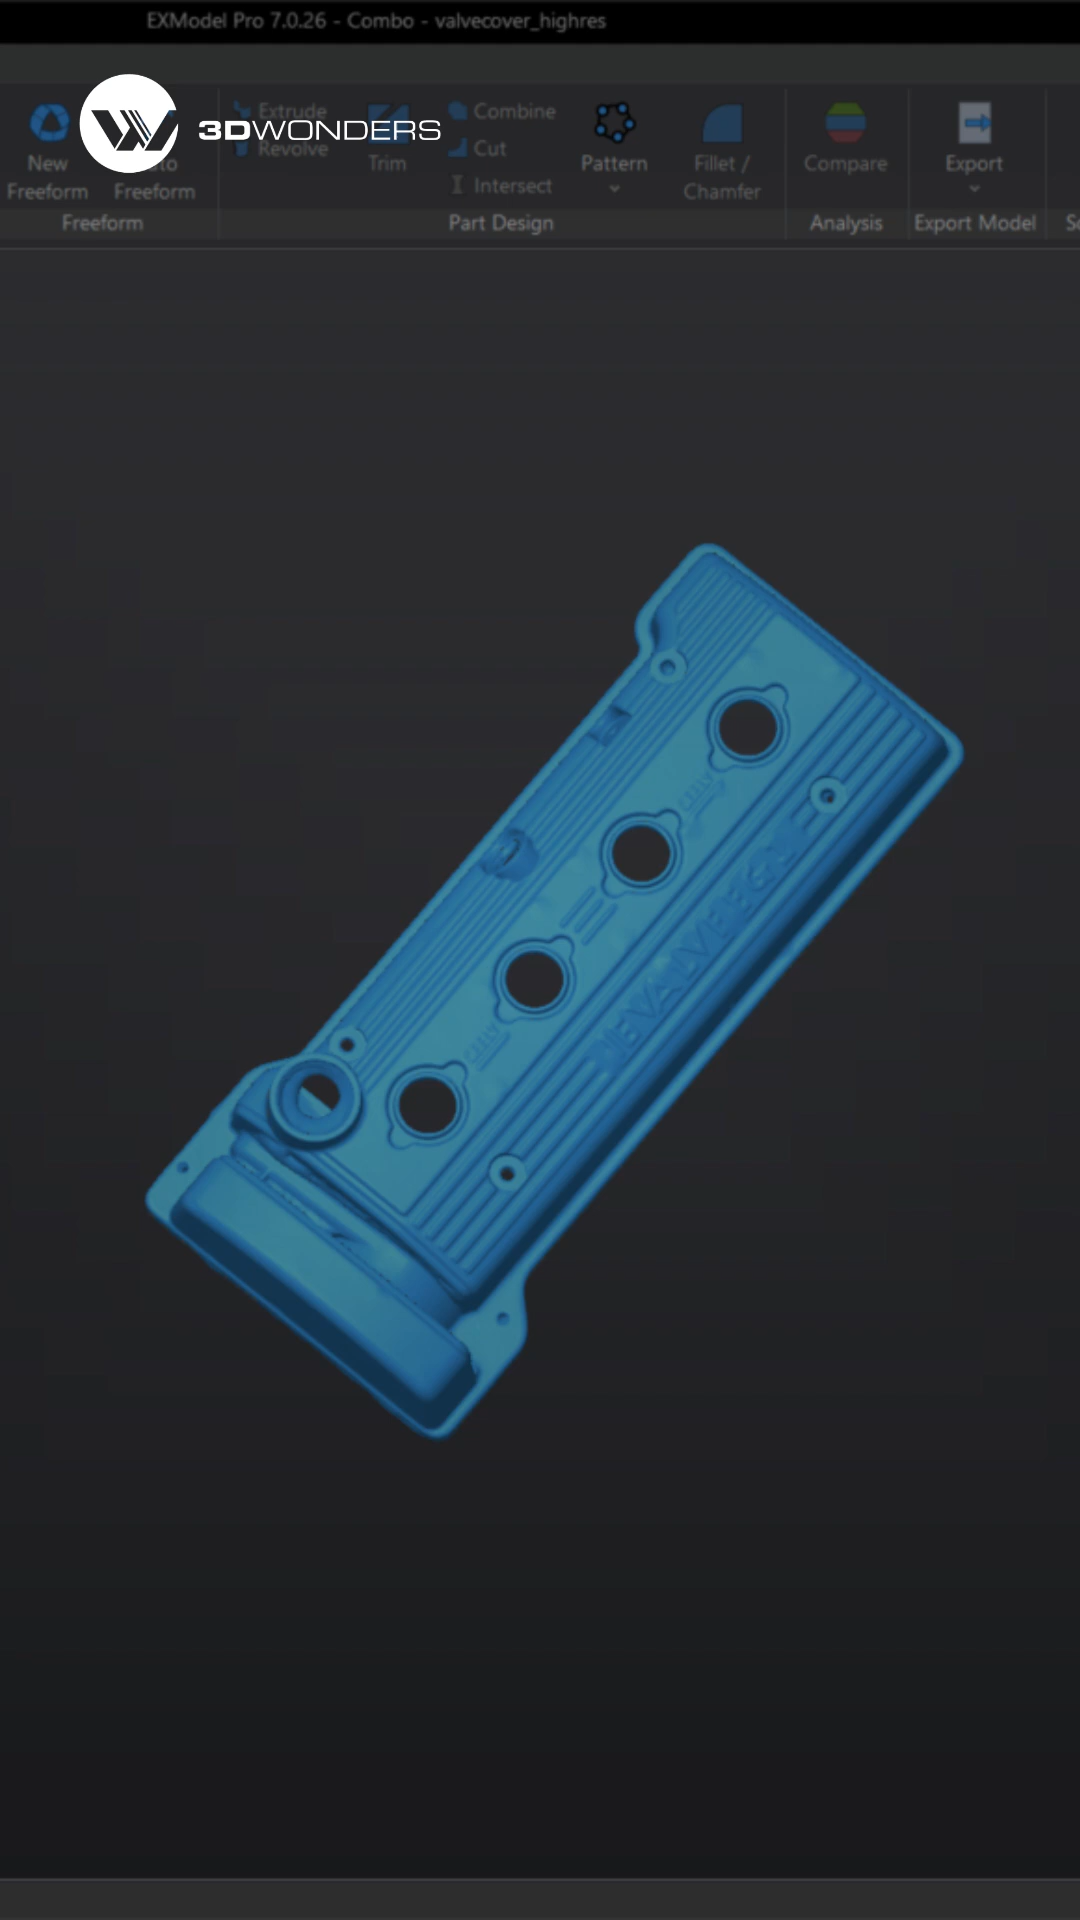 EXModel Pro 7.0.26 - Combo - valvecover_highres
3DWONDERS
New
Freeform
Freeform
Extrude
Revolve
Trim
Combine
Cut
Intersect
Pattern
Fillet /
Chamfer
Compare
Export
Freeform
Part Design
Analysis
Export Model